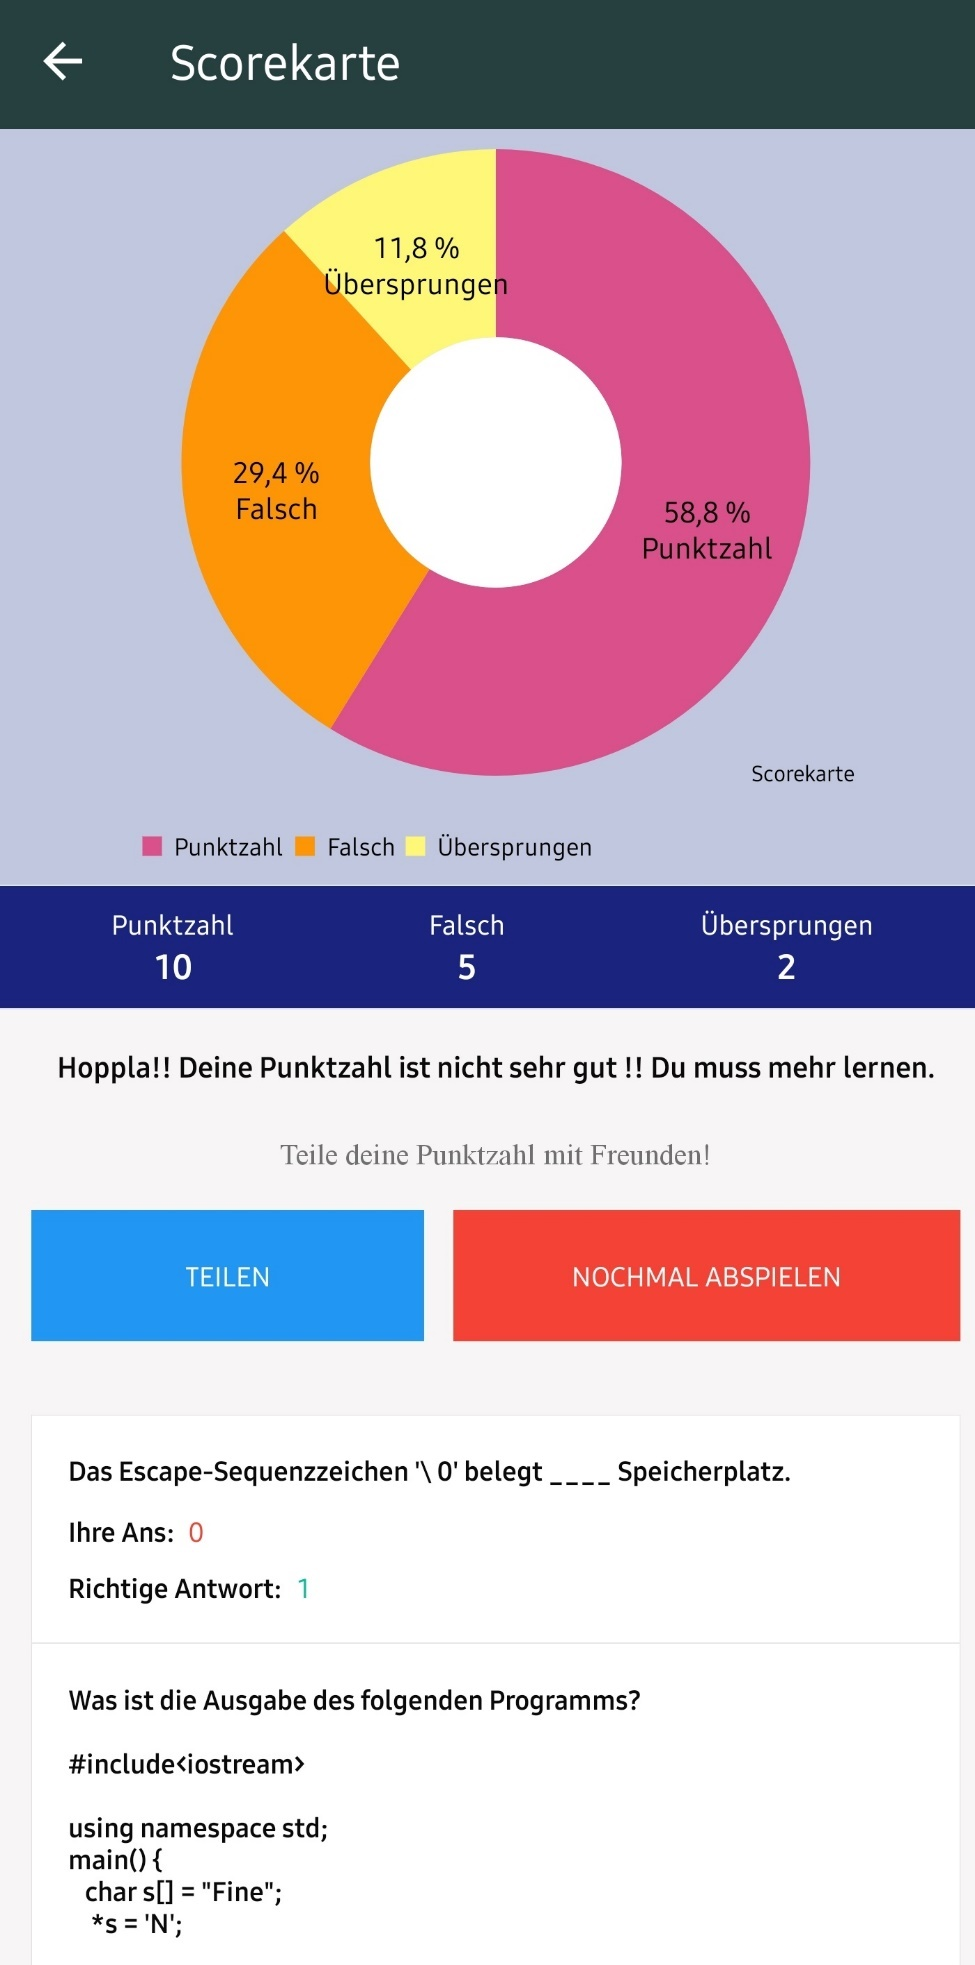 Scorekarte
11,8 %
Übersprungen
29,4 %
Falsch
58,8 %
Punktzahl
Scorekarte
Punktzahl Falsch Übersprungen
Punktzahl Falsch Übersprungen
10 5 2
Hoppla!! Deine Punktzahl ist nicht sehr gut !! Du muss mehr lernen.
Teile deine Punktzahl mit Freunden!
TEILEN NOCHMAL ABSPIELEN
Das Escape-Sequenzzeichen '\ 0' belegt _ _ _ _ Speicherplatz.
Ihre Ans: 0
Richtige Antwort: 1
Was ist die Ausgabe des folgenden Programms?
#include<iostream>
using namespace std;
main() {
char s[] = "Fine";
*s = 'N';